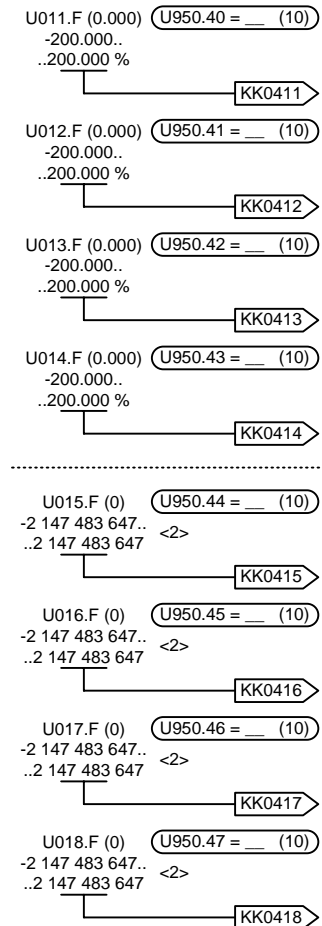 U011.F (0.000) U950.40 = __ (10)
-200.000..
..200.000 %
KK0411
U012.F (0.000) U950.41 = __ (10)
-200.000..
..200.000 %
KK0412
U013.F (0.000) U950.42 = __ (10)
-200.000..
..200.000 %
KK0413
U014.F (0.000) U950.43 = __ (10)
-200.000..
..200.000 %
KK0414
U015.F (0) U950.44 = __ (10)
-2 147 483 647.. <2>
..2 147 483 647
KK0415
U016.F (0) U950.45 = __ (10)
-2 147 483 647.. <2>
..2 147 483 647
KK0416
U017.F (0) U950.46 = __ (10)
-2 147 483 647.. <2>
..2 147 483 647
KK0417
U018.F (0) U950.47 = __ (10)
-2 147 483 647.. <2>
..2 147 483 647
KK0418